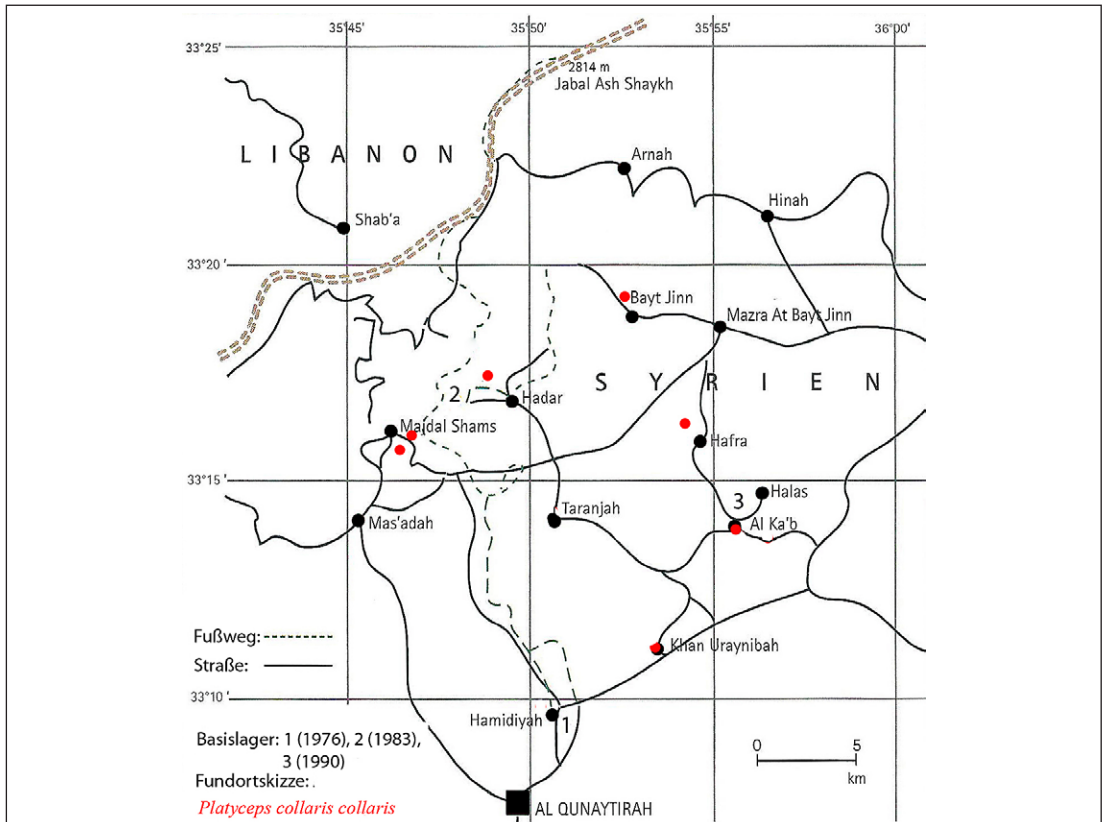 35°45' 35°50' 35°55' 36°00'
33°25'
2814 m
Jabal Ash Shaykh
LIBANON
Arnah
Hinah
Shab'a
33°20'
Bayt Jinn
Mazra At Bayt Jinn
SYRIEN
2
Hadar
Majdal Shams
Hafra
33°15'
Halas
3
Mas'adah
Taranjah
Al Ka'b
Fußweg:
Straße:
Khan Uraynibah
33°10'
Hamidiyah
1
Basislager: 1 (1976), 2 (1983),
3 (1990)
0 5
km
Fundortskizze: .
Platyceps collaris collaris
AL QUNAYTIRAH